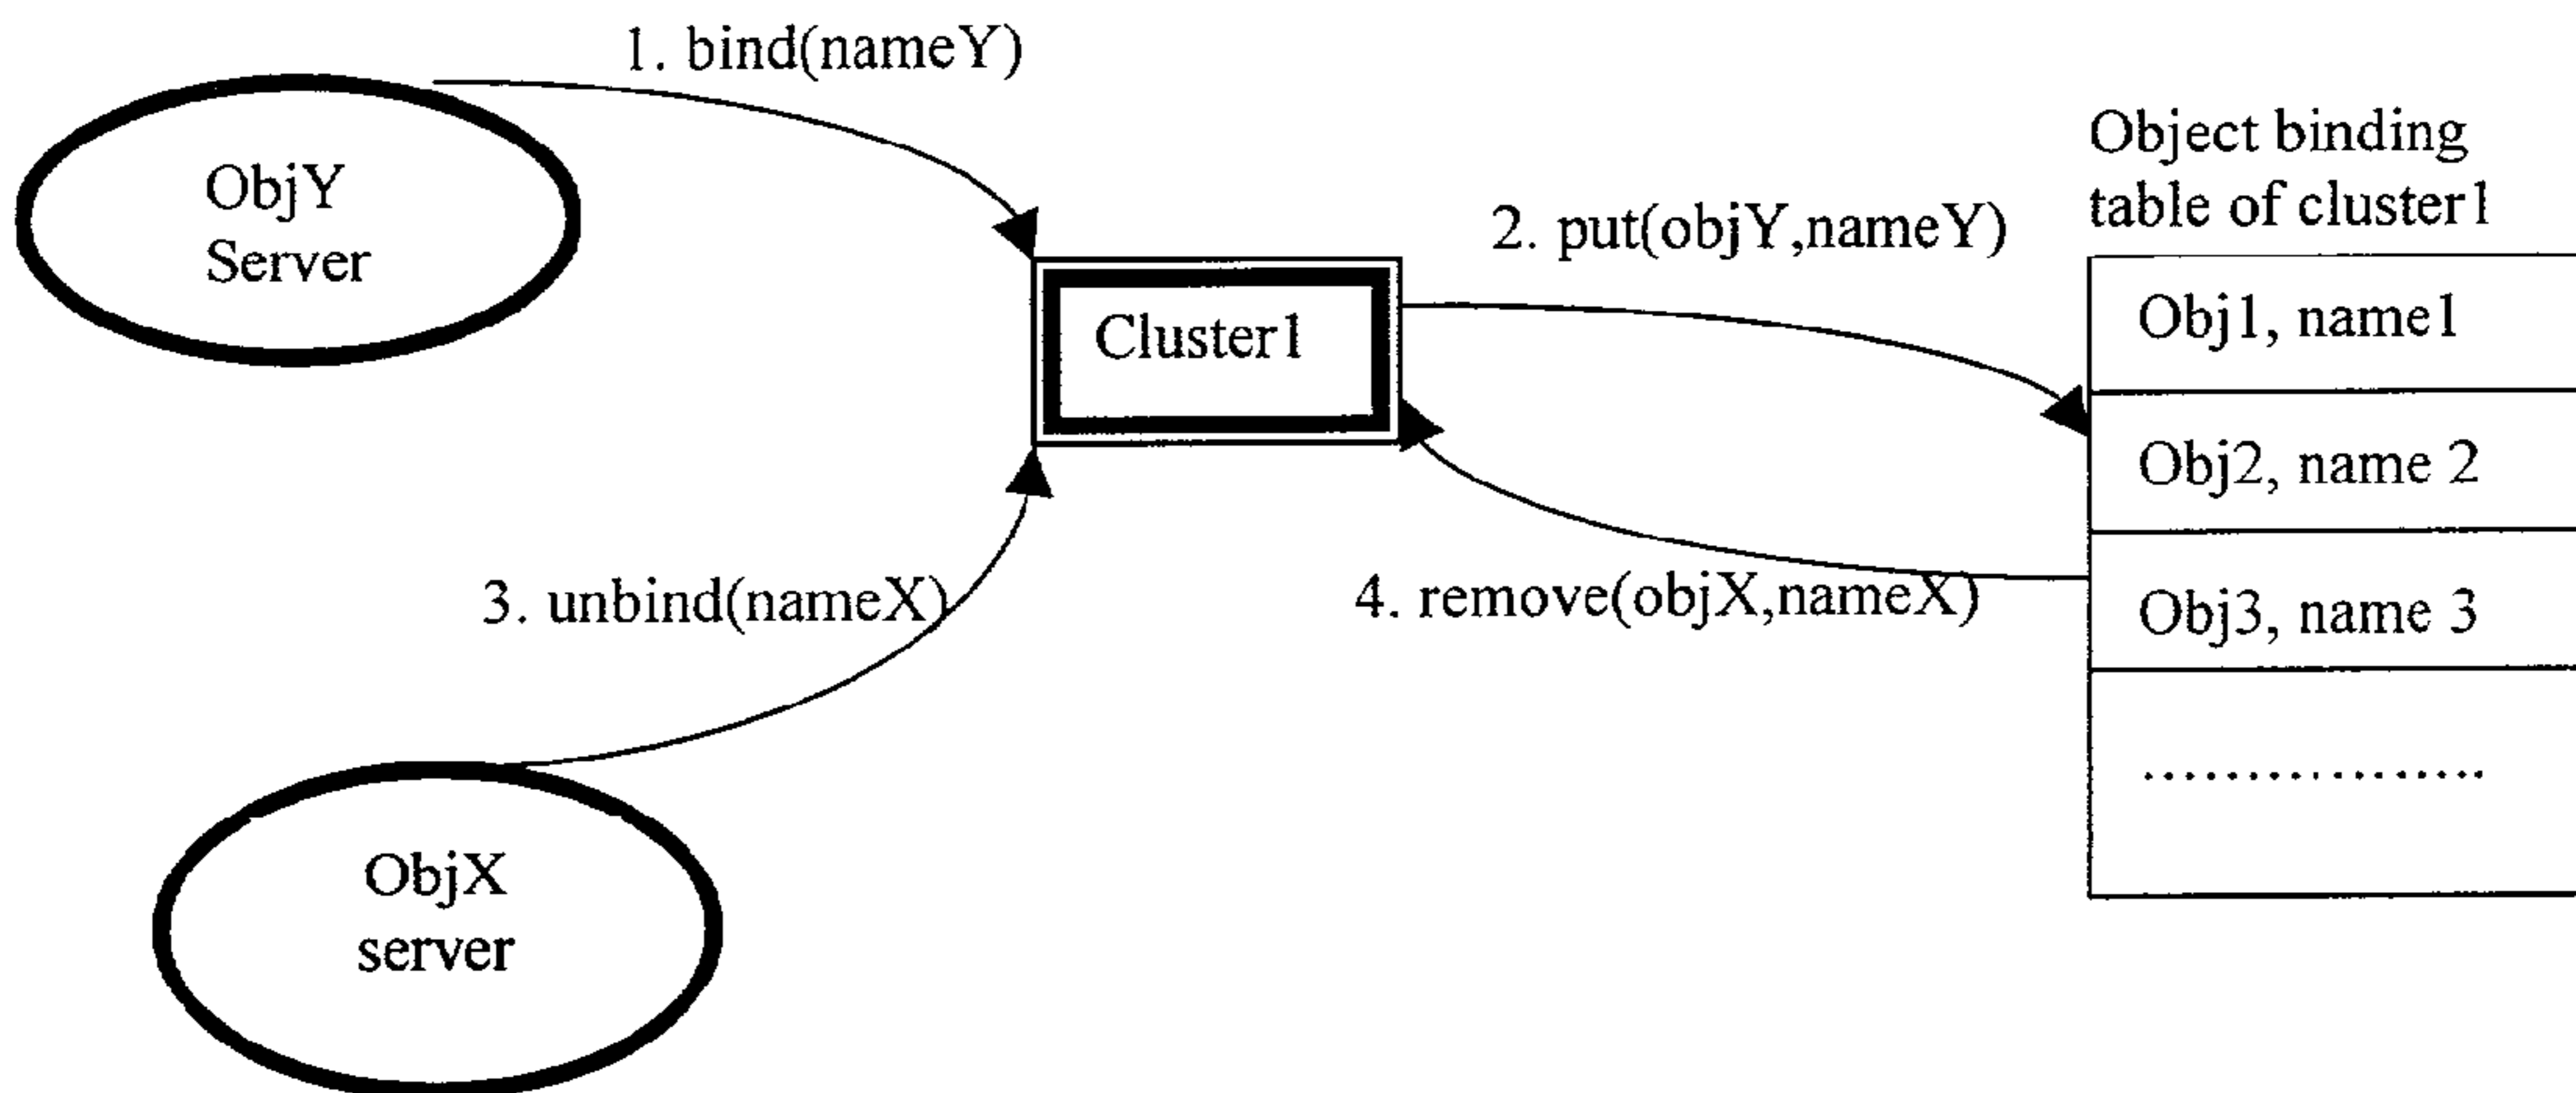 1. bind(nameY)
ObjY
Server
Object binding
table of cluster1
2. put(objY,nameY)
Cluster1
Obj1, name1
Obj2, name 2
3. unbind(nameX)
4. remove(objX,nameX)
Obj3, name 3
.................
ObjX
server